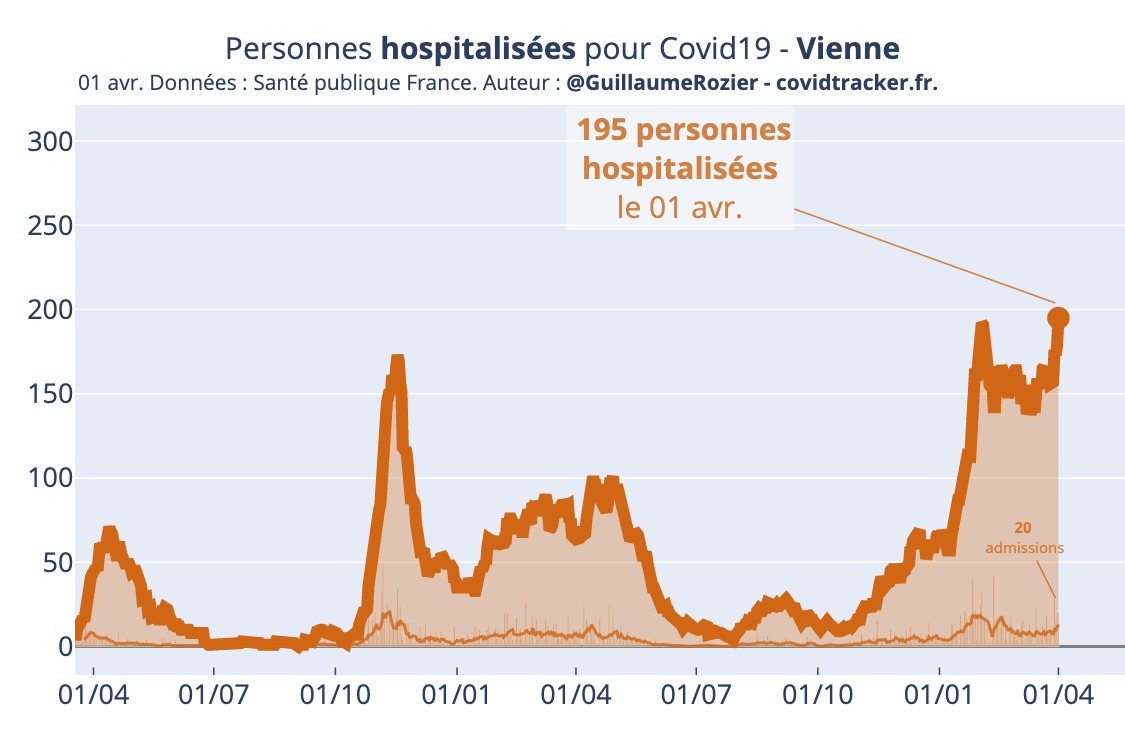 Personnes hospitalisées pour Covid19 - Vienne
01 avr. Données : Santé publique France. Auteur : @GuillaumeRozier - covidtracker.fr.
195 personnes
hospitalisées
le 01 avr.
300
250
200
150
100
50
0
20
admissions
01/04
01/07
01/10
01/01
01/04
01/07
01/10
01/01
01/04